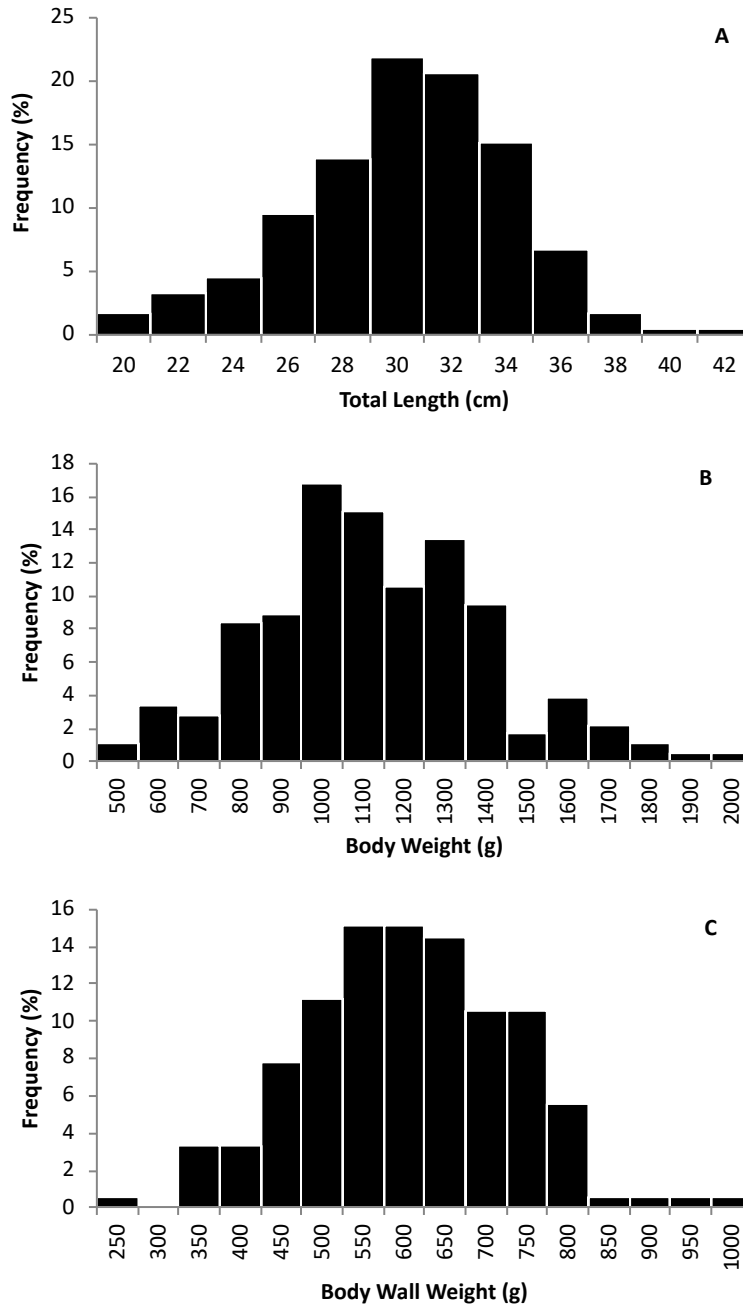 A
Frequency (%)
25
20
15
10
5
0
20 22 24 26 28 30 32 34 36 38 40 42
Total Length (cm)
B
Frequency (%)
18
16
14
12
10
8
6
4
2
0
500 600 700 800 900 1000 1100 1200 1300 1400 1500 1600 1700 1800 1900 2000
Body Weight (g)
C
Frequency (%)
16
14
12
10
8
6
4
2
0
250 300 350 400 450 500 550 600 650 700 750 800 850 900 950 1000
Body Wall Weight (g)